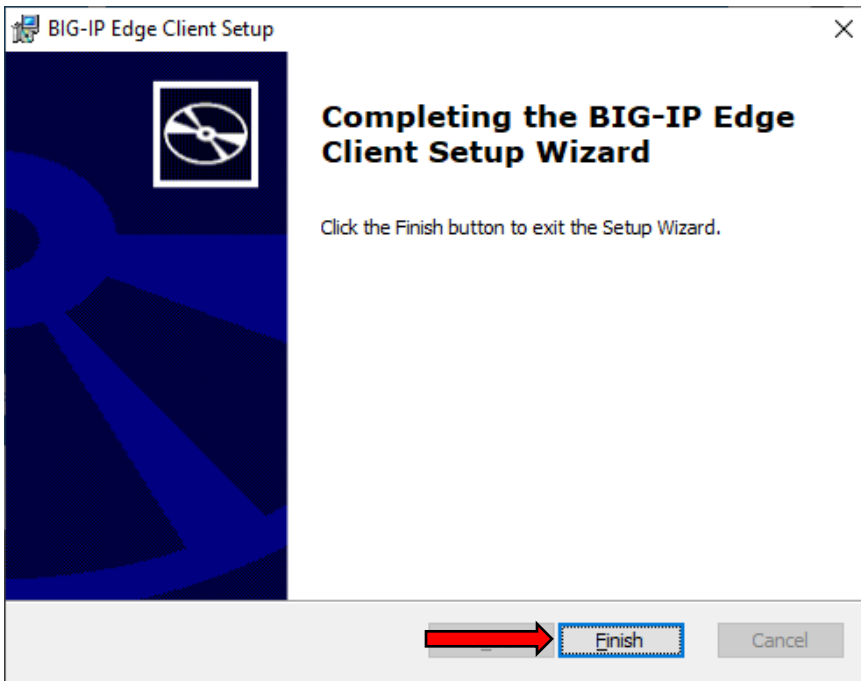 BIG-IP Edge Client Setup
Completing the BIG-IP Edge
Client Setup Wizard
Click the Finish button to exit the Setup Wizard.
Finish
Cancel